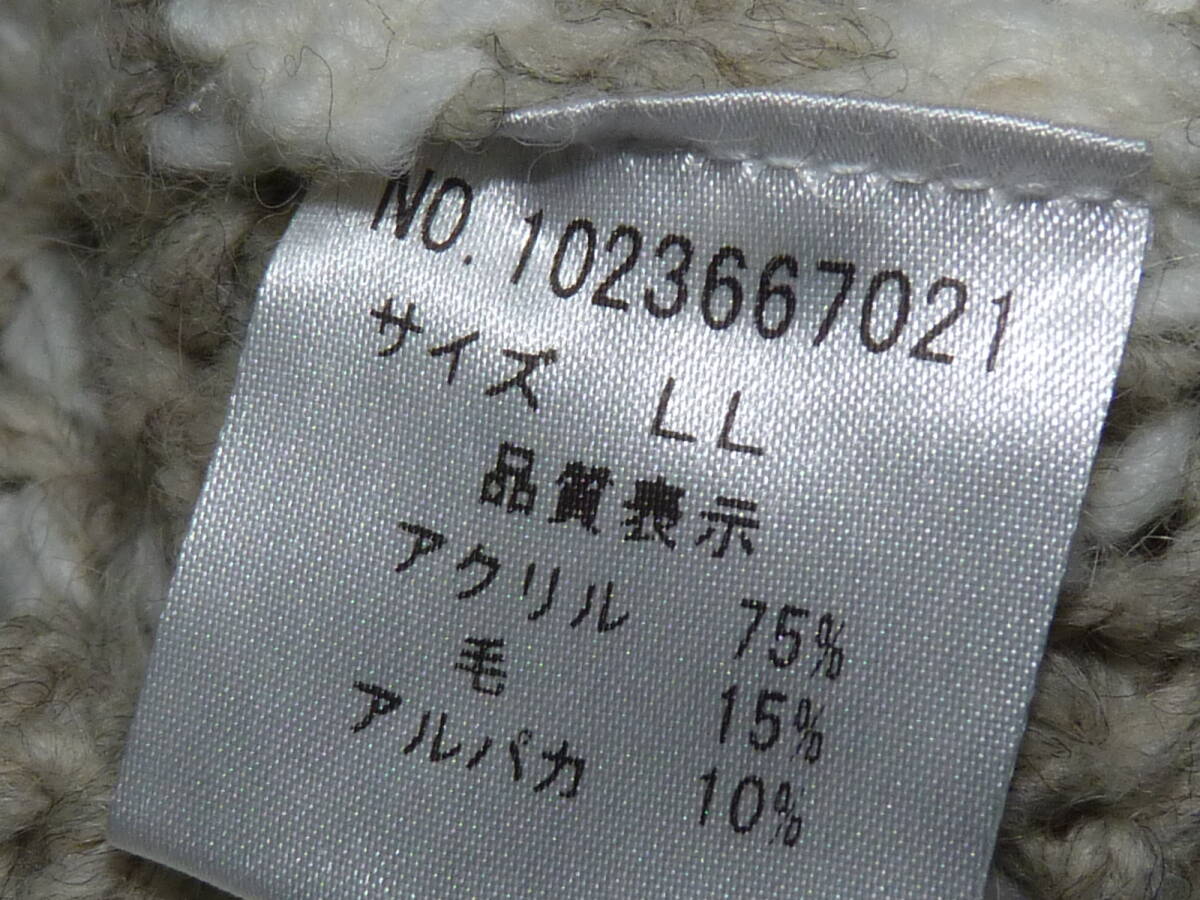 NO. 1023667021
サイズ LL
品質表示
アクリル 75%
毛 15%
アルパカ 10%